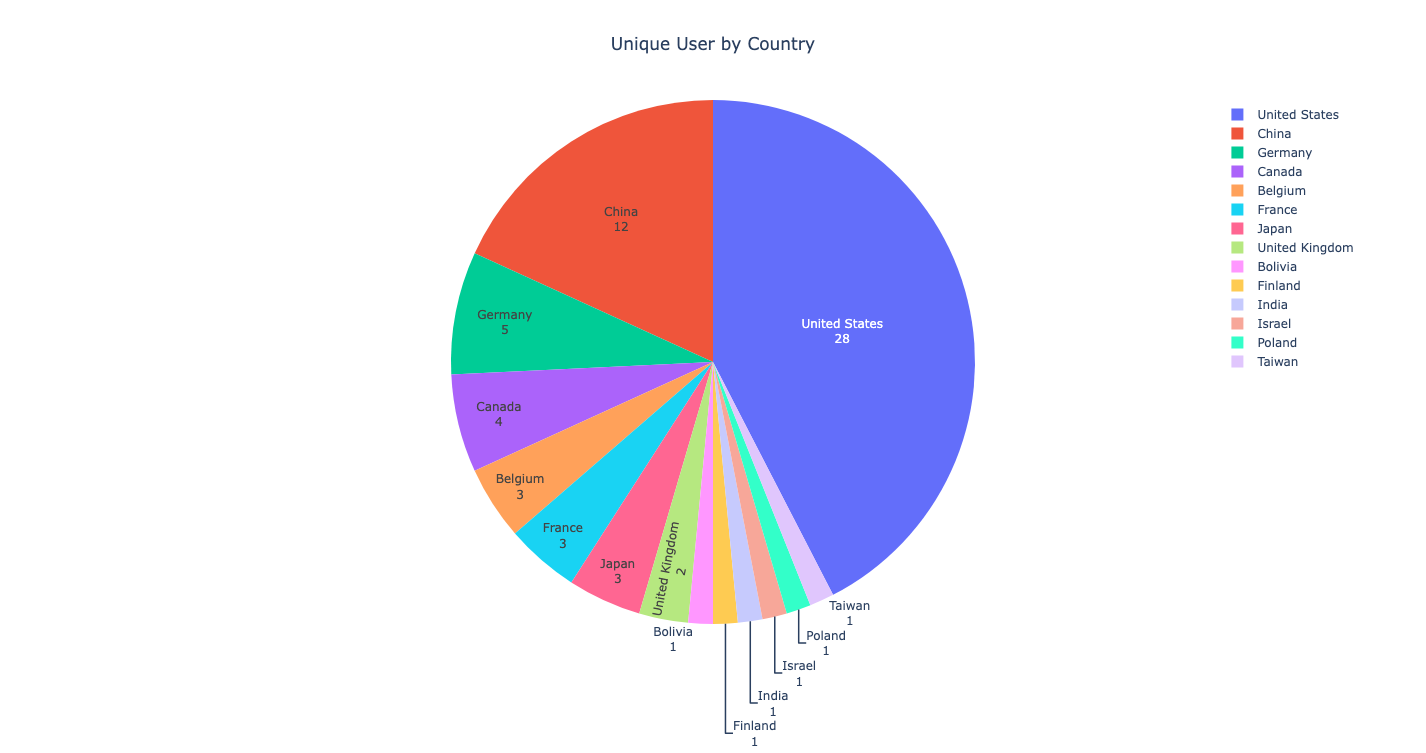 Unique User by Country
United States
28
China
12
Germany
5
Canada
4
Belgium
3
France
3
Japan
3
United Kingdom
2
Bolivia
1
Finland
1
India
1
Israel
1
Poland
1
Taiwan
1
United States
China
Germany
Canada
Belgium
France
Japan
United Kingdom
Bolivia
Finland
India
Israel
Poland
Taiwan